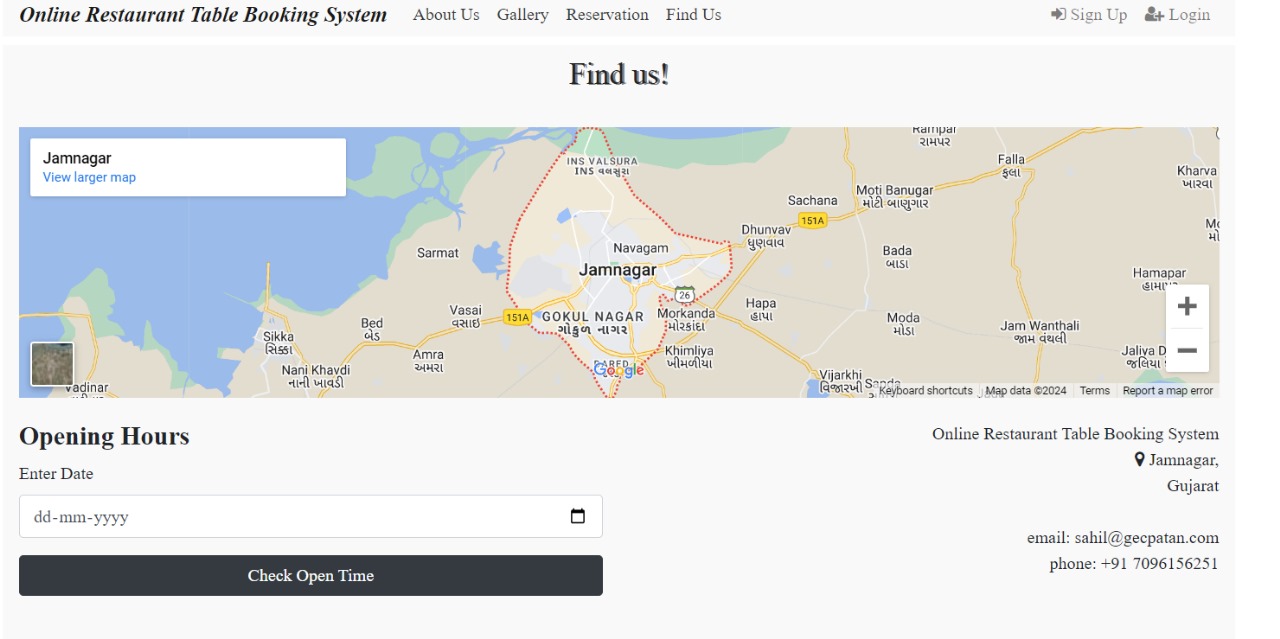 Online Restaurant Table Booking System About Us Gallery Reservation Find Us Sign Up Login
Find us!
Jamnagar
View larger map
INS VALSURA
INS વાલસુરા
Rampar
રામપર
Falla
ફલા
Kharva
ખારવા
Moti Banugar
મોટી બાણુગાર
Sachana
151A
Dhunvav
ધુણવાવ
Sarmat
Navagam
Jamnagar
Bada
બાડા
Hamapar
26
Hapa
હાપા
Vasai
વસાઇ
151A
GOKUL NAGAR
ગોકુળ નાગર
Morkanda
મોરકાંદા
Moda
મોડા
Jam Wanthali
જામ વંથલી
Bed
બેડ
Sikka
સિક્કા
Amra
અમરા
Khimliya
ખીમળીયા
Jaliya D
Nani Khavdi
નાની ખાવડી
Google
Vijarkhi
વિજારખી
Vadinar
Keyboard shortcuts Map data ©2024 Terms Report a map error
Opening Hours
Enter Date
dd-mm-yyyy
Check Open Time
Online Restaurant Table Booking System
Jamnagar,
Gujarat
email: sahil@gecpatan.com
phone: +91 7096156251